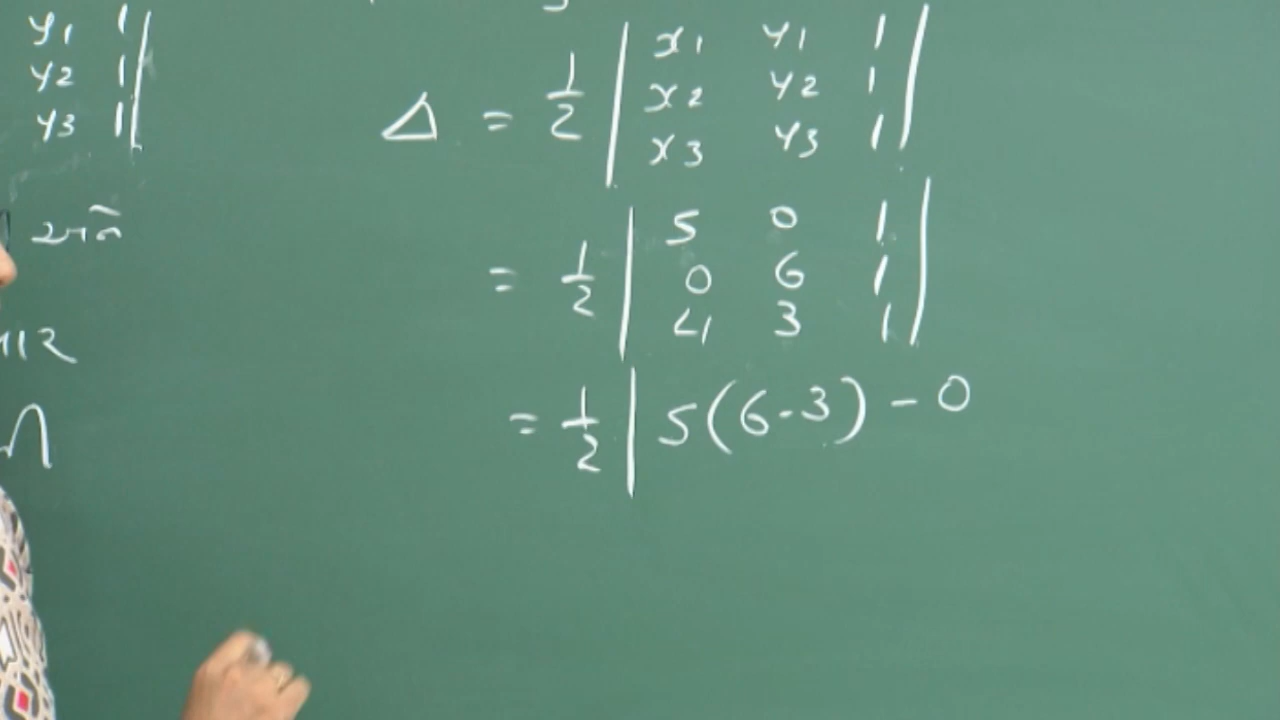 y1 1|
y2 1|
y3 1|
Δ = 1/2 | x1 y1 1 |
| x2 y2 1 |
| x3 y3 1 |
= 1/2 | 5 0 1 |
| 0 6 1 |
| 4 3 1 |
= 1/2 | 5(6-3) - 0